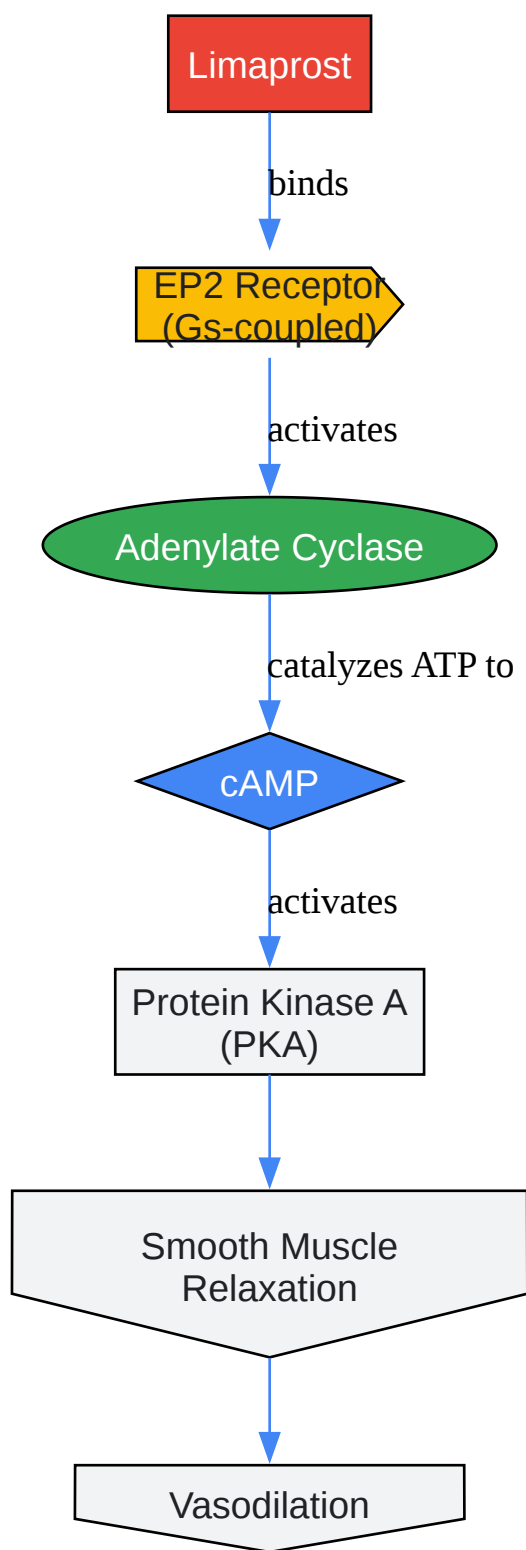 Limaprost
binds
EP2 Receptor
(Gs-coupled)
activates
Adenylate Cyclase
catalyzes ATP to
cAMP
activates
Protein Kinase A
(PKA)
Smooth Muscle
Relaxation
Vasodilation